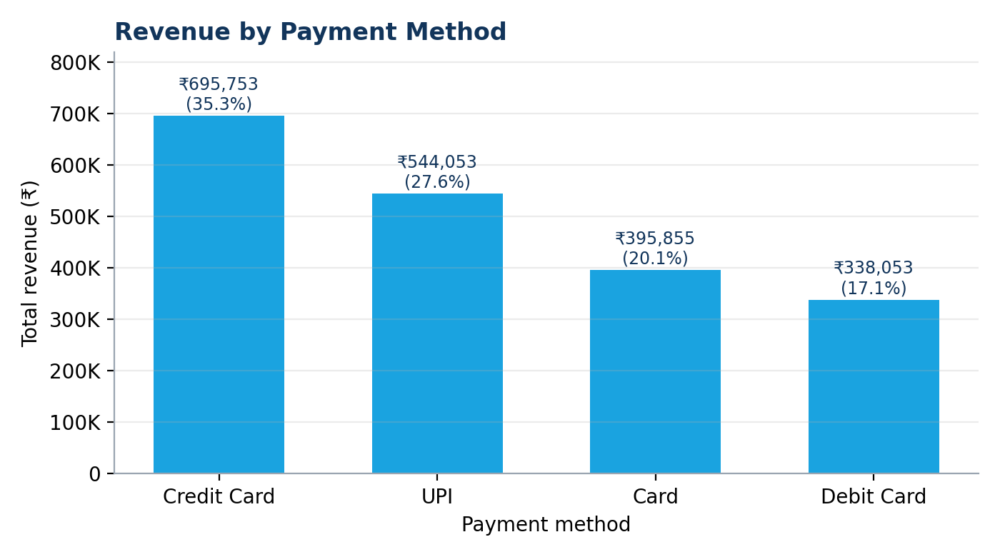 Revenue by Payment Method
800K
700K
600K
500K
400K
300K
200K
100K
0
Total revenue (₹)
₹695,753
(35.3%)
₹544,053
(27.6%)
₹395,855
(20.1%)
₹338,053
(17.1%)
Credit Card
UPI
Card
Debit Card
Payment method